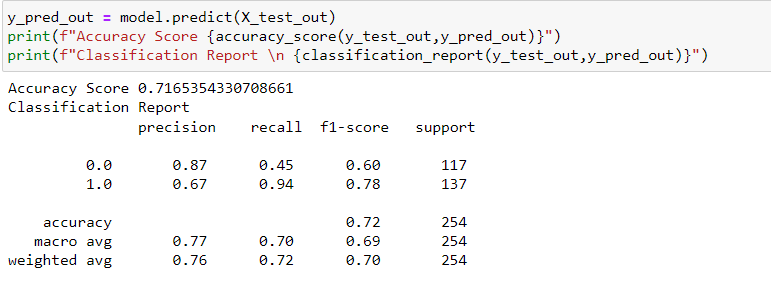 y_pred_out = model.predict(X_test_out)
print(f"Accuracy Score {accuracy_score(y_test_out,y_pred_out)}")
print(f"Classification Report \n {classification_report(y_test_out,y_pred_out)}")
Accuracy Score 0.7165354330708661
Classification Report
precision recall f1-score support
0.0 0.87 0.45 0.60 117
1.0 0.67 0.94 0.78 137
accuracy 0.72 254
macro avg 0.77 0.70 0.69 254
weighted avg 0.76 0.72 0.70 254